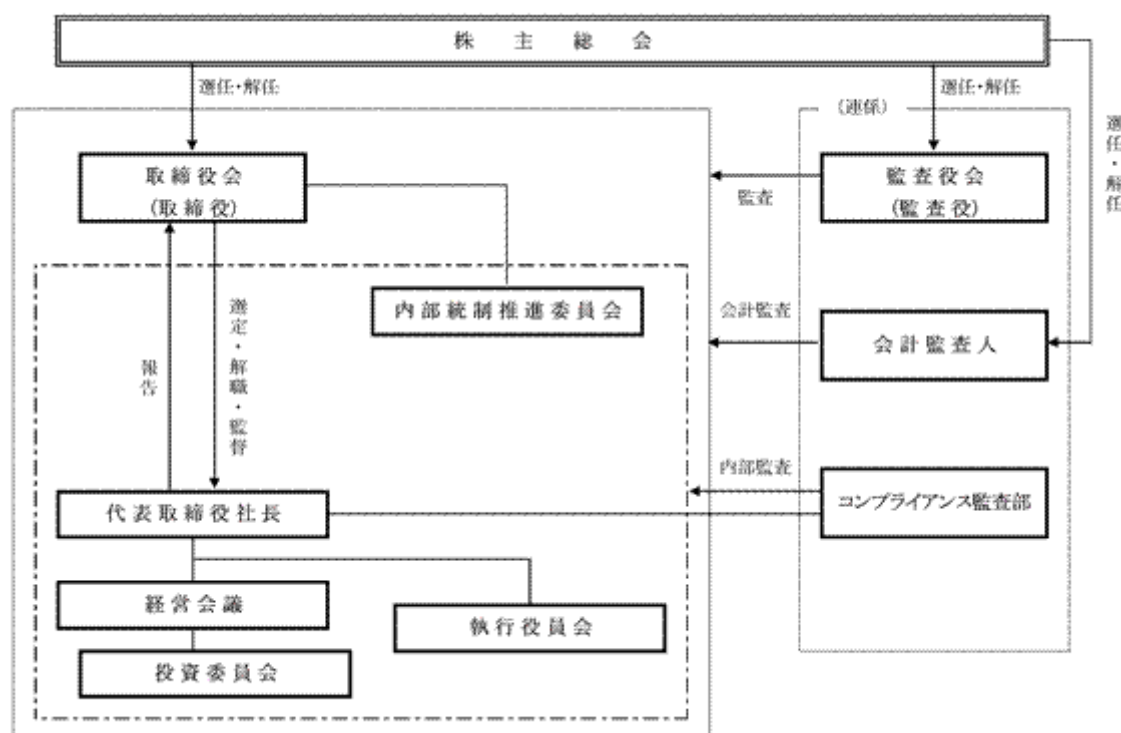 株主総会
選任・解任
選任・解任
(連係)
選任・解任
取締役会
(取締役)
監査
監査役会
(監査役)
内部統制推進委員会
会計監査
会計監査人
報告
選定・解職・監督
内部監査
コンプライアンス監査部
代表取締役社長
経営会議
執行役員会
投資委員会